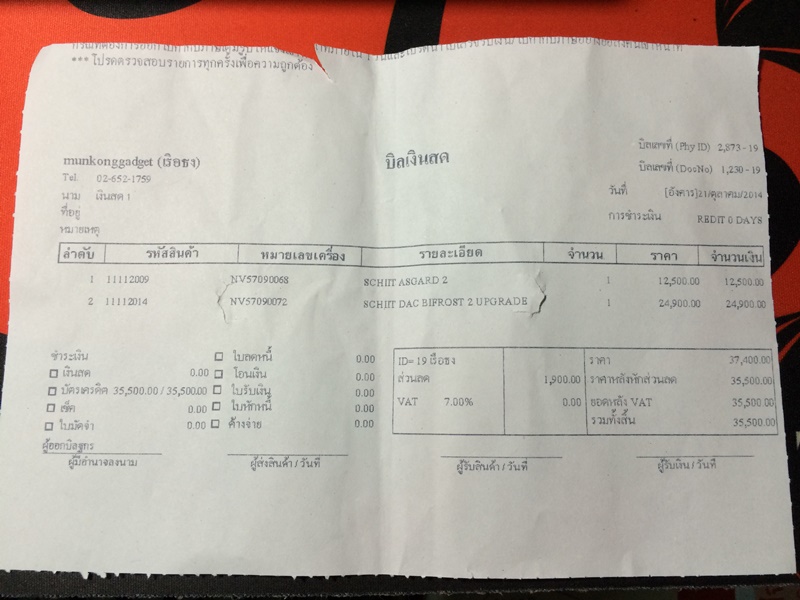 *** โปรดตรวจสอบรายการทุกครั้งเพื่อความถูกต้อง
munkonggadget (เรือธง)
บิลเงินสด
บิลเลขที่ (Phy ID) 2,873 - 19
Tel. 02-652-1759
บิลเลขที่ (DocNo) 1,230 - 19
นาม เงินสด 1
วันที่ [อังคาร]21/ตุลาคม/2014
ที่อยู่
การชำระเงิน REDIT 0 DAYS
หมายเหตุ
ลำดับ รหัสสินค้า หมายเลขเครื่อง รายละเอียด จำนวน ราคา จำนวนเงิน
1 11112009 NV57090068 SCHIIT ASGARD 2 1 12,500.00 12,500.00
2 11112014 NV57090072 SCHIIT DAC BIFROST 2 UPGRADE 1 24,900.00 24,900.00
ชำระเงิน ใบลดหนี้ 0.00 ID= 19 เรือธง ราคา 37,400.00
เงินสด 0.00 โอนเงิน 0.00 ส่วนลด 1,900.00 ราคาหลังหักส่วนลด 35,500.00
บัตรเครดิต 35,500.00 / 35,500.00 ใบรับเงิน 0.00 VAT 7.00% 0.00 ยอดหลัง VAT 35,500.00
เช็ค 0.00 ใบหักหนี้ 0.00 รวมทั้งสิ้น 35,500.00
ใบมัดจำ 0.00 ค้างจ่าย 0.00
ผู้ออกบิลฐกร
ผู้มีอำนาจลงนาม ผู้ส่งสินค้า / วันที่ ผู้รับสินค้า / วันที่ ผู้รับเงิน / วันที่